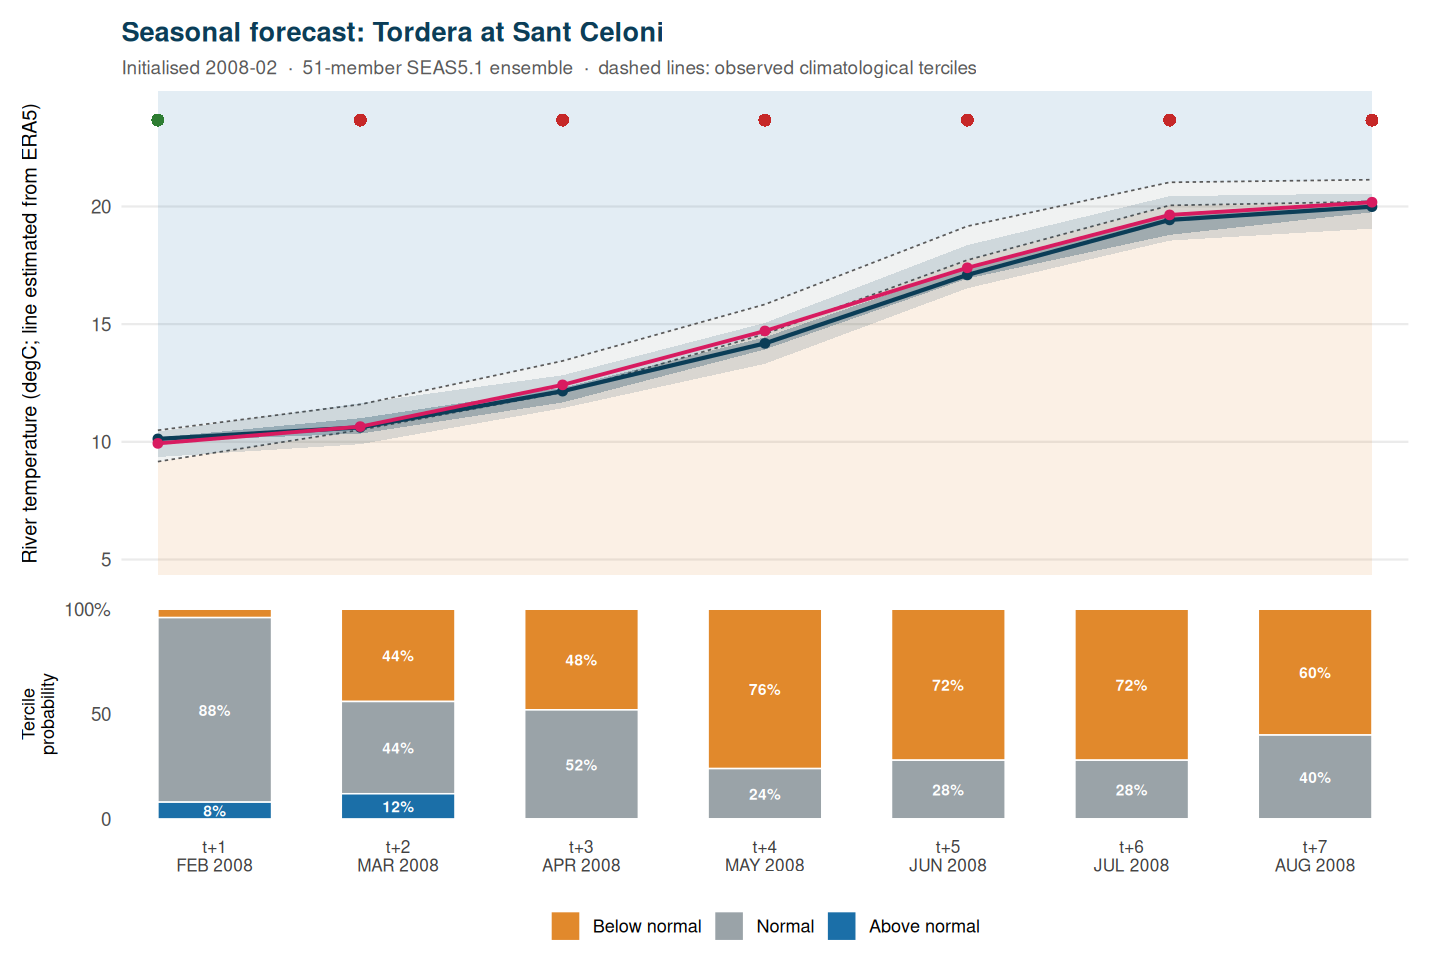 Seasonal forecast: Tordera at Sant Celoni
Initialised 2008-02 · 51-member SEAS5.1 ensemble · dashed lines: observed climatological terciles
River temperature (degC; line estimated from ERA5)
20
15
10
5
Tercile
probability
100%
50
0
88%
8%
44%
44%
12%
48%
52%
76%
24%
72%
28%
72%
28%
60%
40%
t+1
FEB 2008
t+2
MAR 2008
t+3
APR 2008
t+4
MAY 2008
t+5
JUN 2008
t+6
JUL 2008
t+7
AUG 2008
Below normal
Normal
Above normal